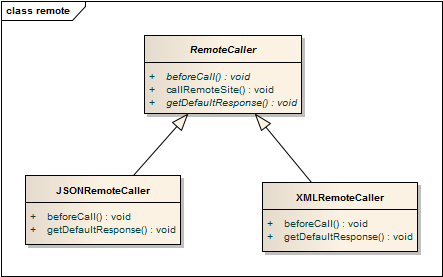 class remote
RemoteCaller
+ beforeCall() : void
+ callRemoteSite() : void
+ getDefaultResponse() : void
JSONRemoteCaller
+ beforeCall() : void
+ getDefaultResponse() : void
XMLRemoteCaller
+ beforeCall() : void
+ getDefaultResponse() : void